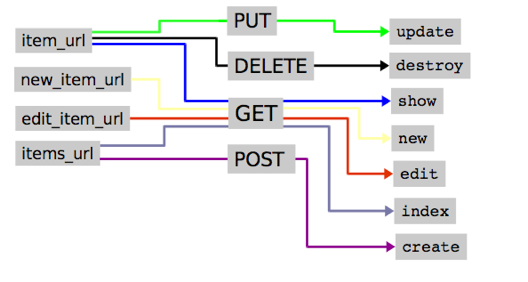 item_url
new_item_url
edit_item_url
items_url
PUT
DELETE
GET
POST
update
destroy
show
new
edit
index
create